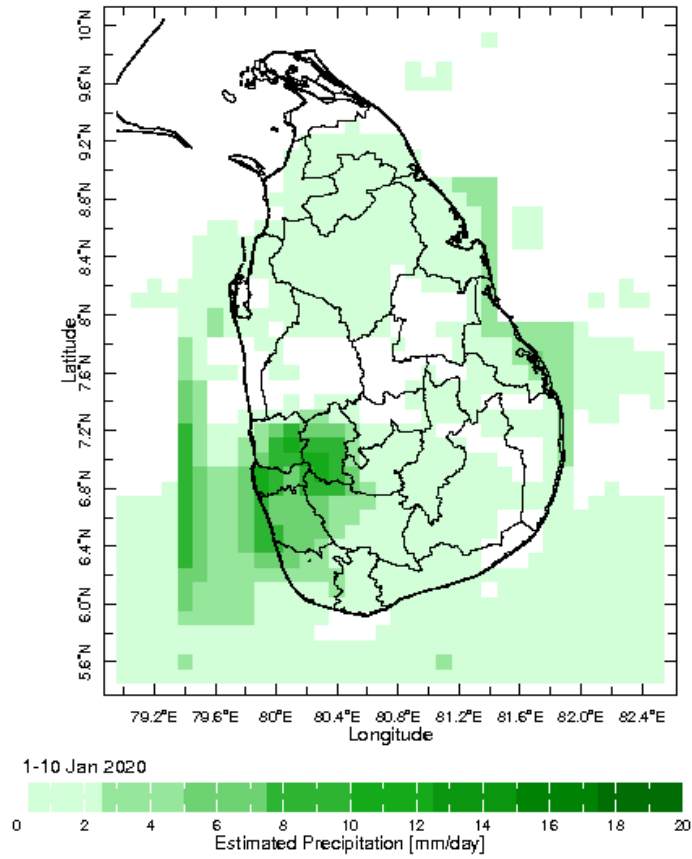 10°N
9.6°N
9.2°N
8.8°N
8.4°N
8°N
7.6°N
7.2°N
6.8°N
6.4°N
6.0°N
5.6°N
Latitude
79.2°E 79.6°E 80°E 80.4°E 80.8°E 81.2°E 81.6°E 82.0°E 82.4°E
Longitude
1-10 Jan 2020
0 2 4 6 8 10 12 14 16 18 20
Estimated Precipitation [mm/day]